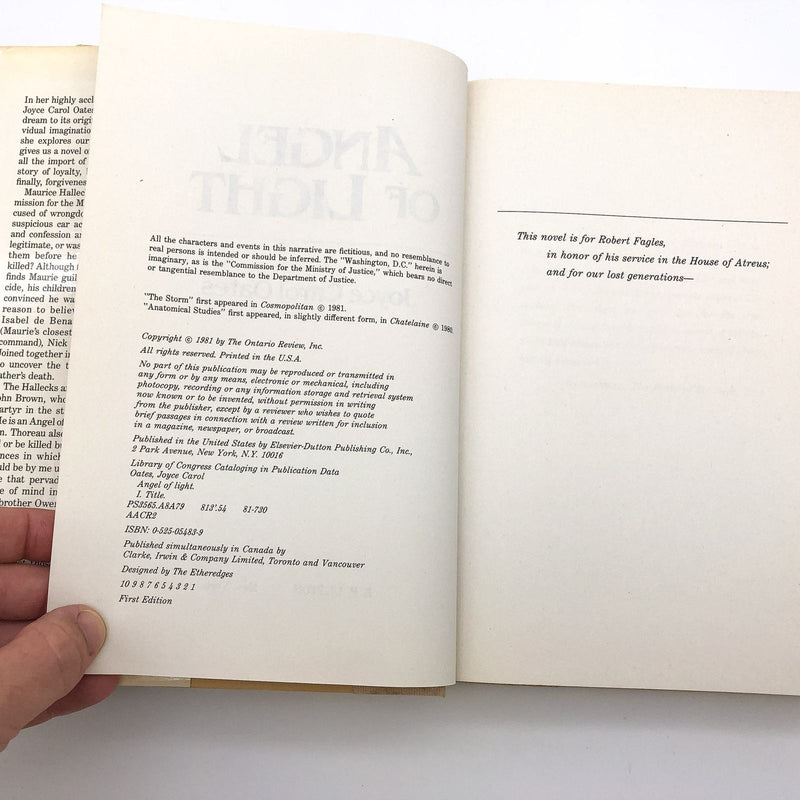 In her highly accl
Joyce Carol Oate
dream to its origi
vidual imaginatio
she explores our
gives us a novel o
all the import of
story of loyalty,
finally, forgivenes
Maurice Hallec
mission for the M
cused of wrongdo
suspicious car ac
and confession a
legitimate, or was
them before he
killed? Although
finds Maurie guil
cide, his children
convinced he wa
reason to believ
Isabel de Bena
(Maurie's closest
command), Nick
Joined together i
o uncover the t
ather's death.
The Hallecks a
ohn Brown, who
artyr in the st
e is an Angel of
n. Thoreau also
or be killed b
nces in which
uld be by me u
e that pervad
e of mind in
brother Owen
ANGEL
OF LIGHT
Joyce Carol Oates
All the characters and events in this narrative are fictitious, and no resemblance to
real persons is intended or should be inferred. The "Washington, D.C." herein is
imaginary, as is the "Commission for the Ministry of Justice," which bears no direct
or tangential resemblance to the Department of Justice.
"The Storm" first appeared in Cosmopolitan © 1981.
"Anatomical Studies" first appeared, in slightly different form, in Chatelaine © 1980.
Copyright © 1981 by The Ontario Review, Inc.
All rights reserved. Printed in the U.S.A.
No part of this publication may be reproduced or transmitted in
any form or by any means, electronic or mechanical, including
photocopy, recording or any information storage and retrieval system
now known or to be invented, without permission in writing
from the publisher, except by a reviewer who wishes to quote
brief passages in connection with a review written for inclusion
in a magazine, newspaper, or broadcast.
Published in the United States by Elsevier-Dutton Publishing Co., Inc.,
2 Park Avenue, New York, N.Y. 10016
Library of Congress Cataloging in Publication Data
Oates, Joyce Carol
Angel of light.
I. Title.
PS3565.A8A79 813'.54 81-730
AACR2
ISBN: 0-525-05483-9
Published simultaneously in Canada by
Clarke, Irwin & Company Limited, Toronto and Vancouver
Designed by The Etheredges
10 9 8 7 6 5 4 3 2 1
First Edition
This novel is for Robert Fagles,
in honor of his service in the House of Atreus;
and for our lost generations—